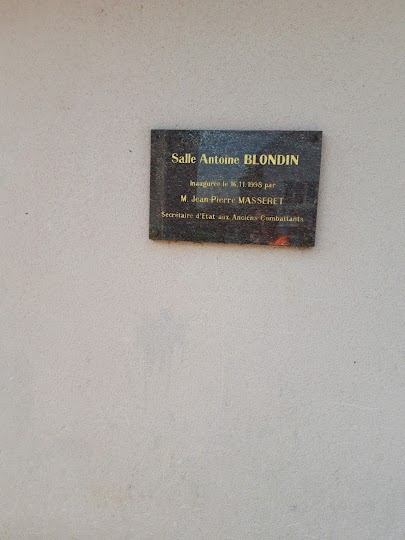 Salle Antoine BLONDIN
Inaugurée le 16.11.1998 par
M. Jean-Pierre MASSERET
Secrétaire d'Etat aux Anciens Combattants